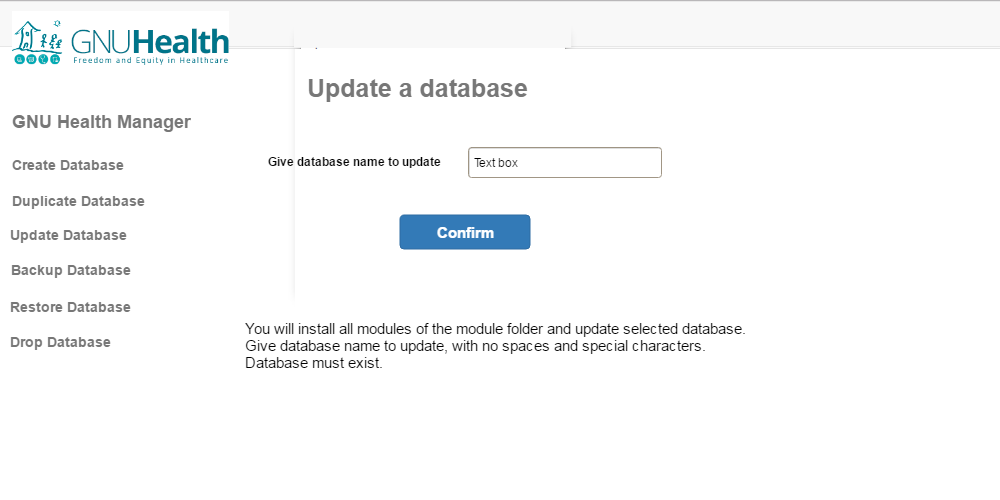 GNUHealth
Freedom and Equity in Healthcare
Update a database
GNU Health Manager
Create Database
Duplicate Database
Update Database
Backup Database
Restore Database
Drop Database
Give database name to update
Text box
Confirm
You will install all modules of the module folder and update selected database.
Give database name to update, with no spaces and special characters.
Database must exist.